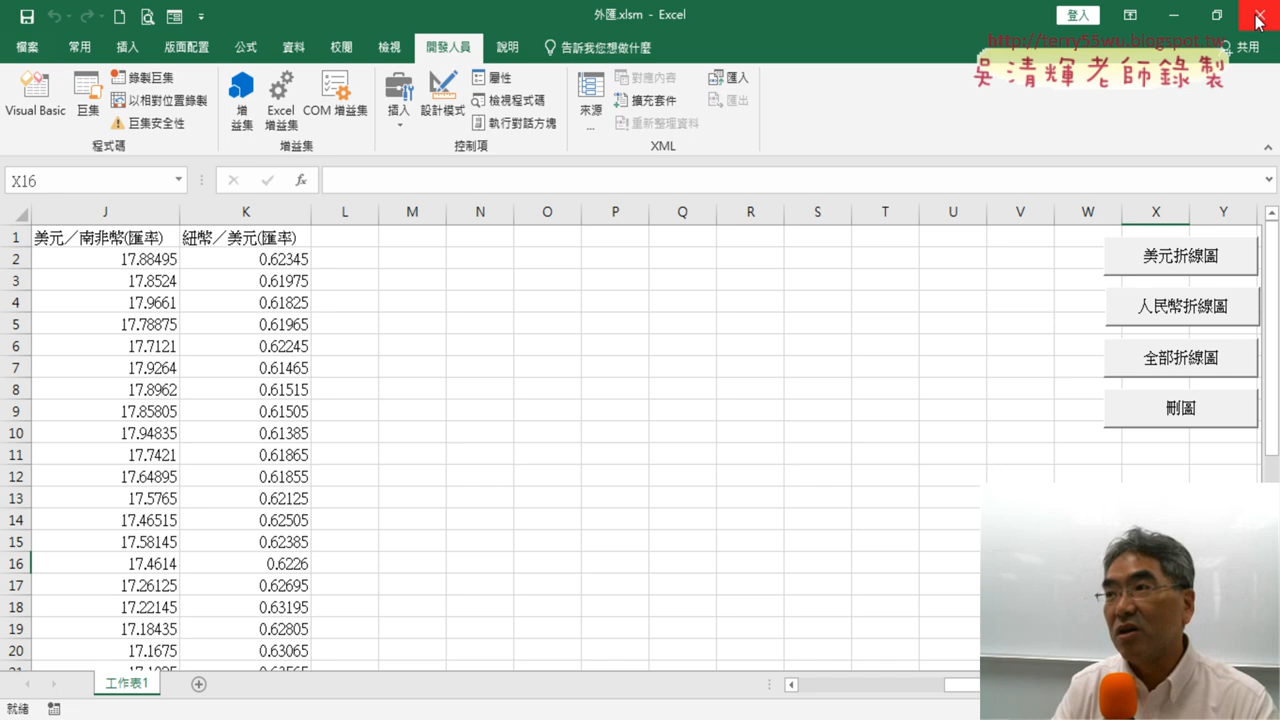 外匯.xlsm - Excel
登入
檔案 常用 插入 版面配置 公式 資料 校閱 檢視 開發人員 說明 告訴我您想做什麼 共用
http://terry55wu.blogspot.tw
吳清輝老師錄製
Visual Basic 巨集 錄製巨集 以相對位置錄製 巨集安全性
增益集 Excel 增益集 COM 增益集
插入 設計模式 屬性 檢視程式碼 執行對話方塊
來源 ... 對應內容 擴充套件 重新整理資料 匯入 匯出
程式碼 增益集 控制項 XML
X16 fx
J K L M N O P Q R S T U V W X Y
1 美元／南非幣(匯率) 紐幣／美元(匯率)
2 17.88495 0.62345
3 17.8524 0.61975
4 17.9661 0.61825
5 17.78875 0.61965
6 17.7121 0.62245
7 17.9264 0.61465
8 17.8962 0.61515
9 17.85805 0.61505
10 17.94835 0.61385
11 17.7421 0.61865
12 17.64895 0.61855
13 17.5765 0.62125
14 17.46515 0.62505
15 17.58145 0.62385
16 17.4614 0.6226
17 17.26125 0.62695
18 17.22145 0.63195
19 17.18435 0.62805
20 17.1675 0.63065
美元折線圖
人民幣折線圖
全部折線圖
刪圖
工作表1
就緒